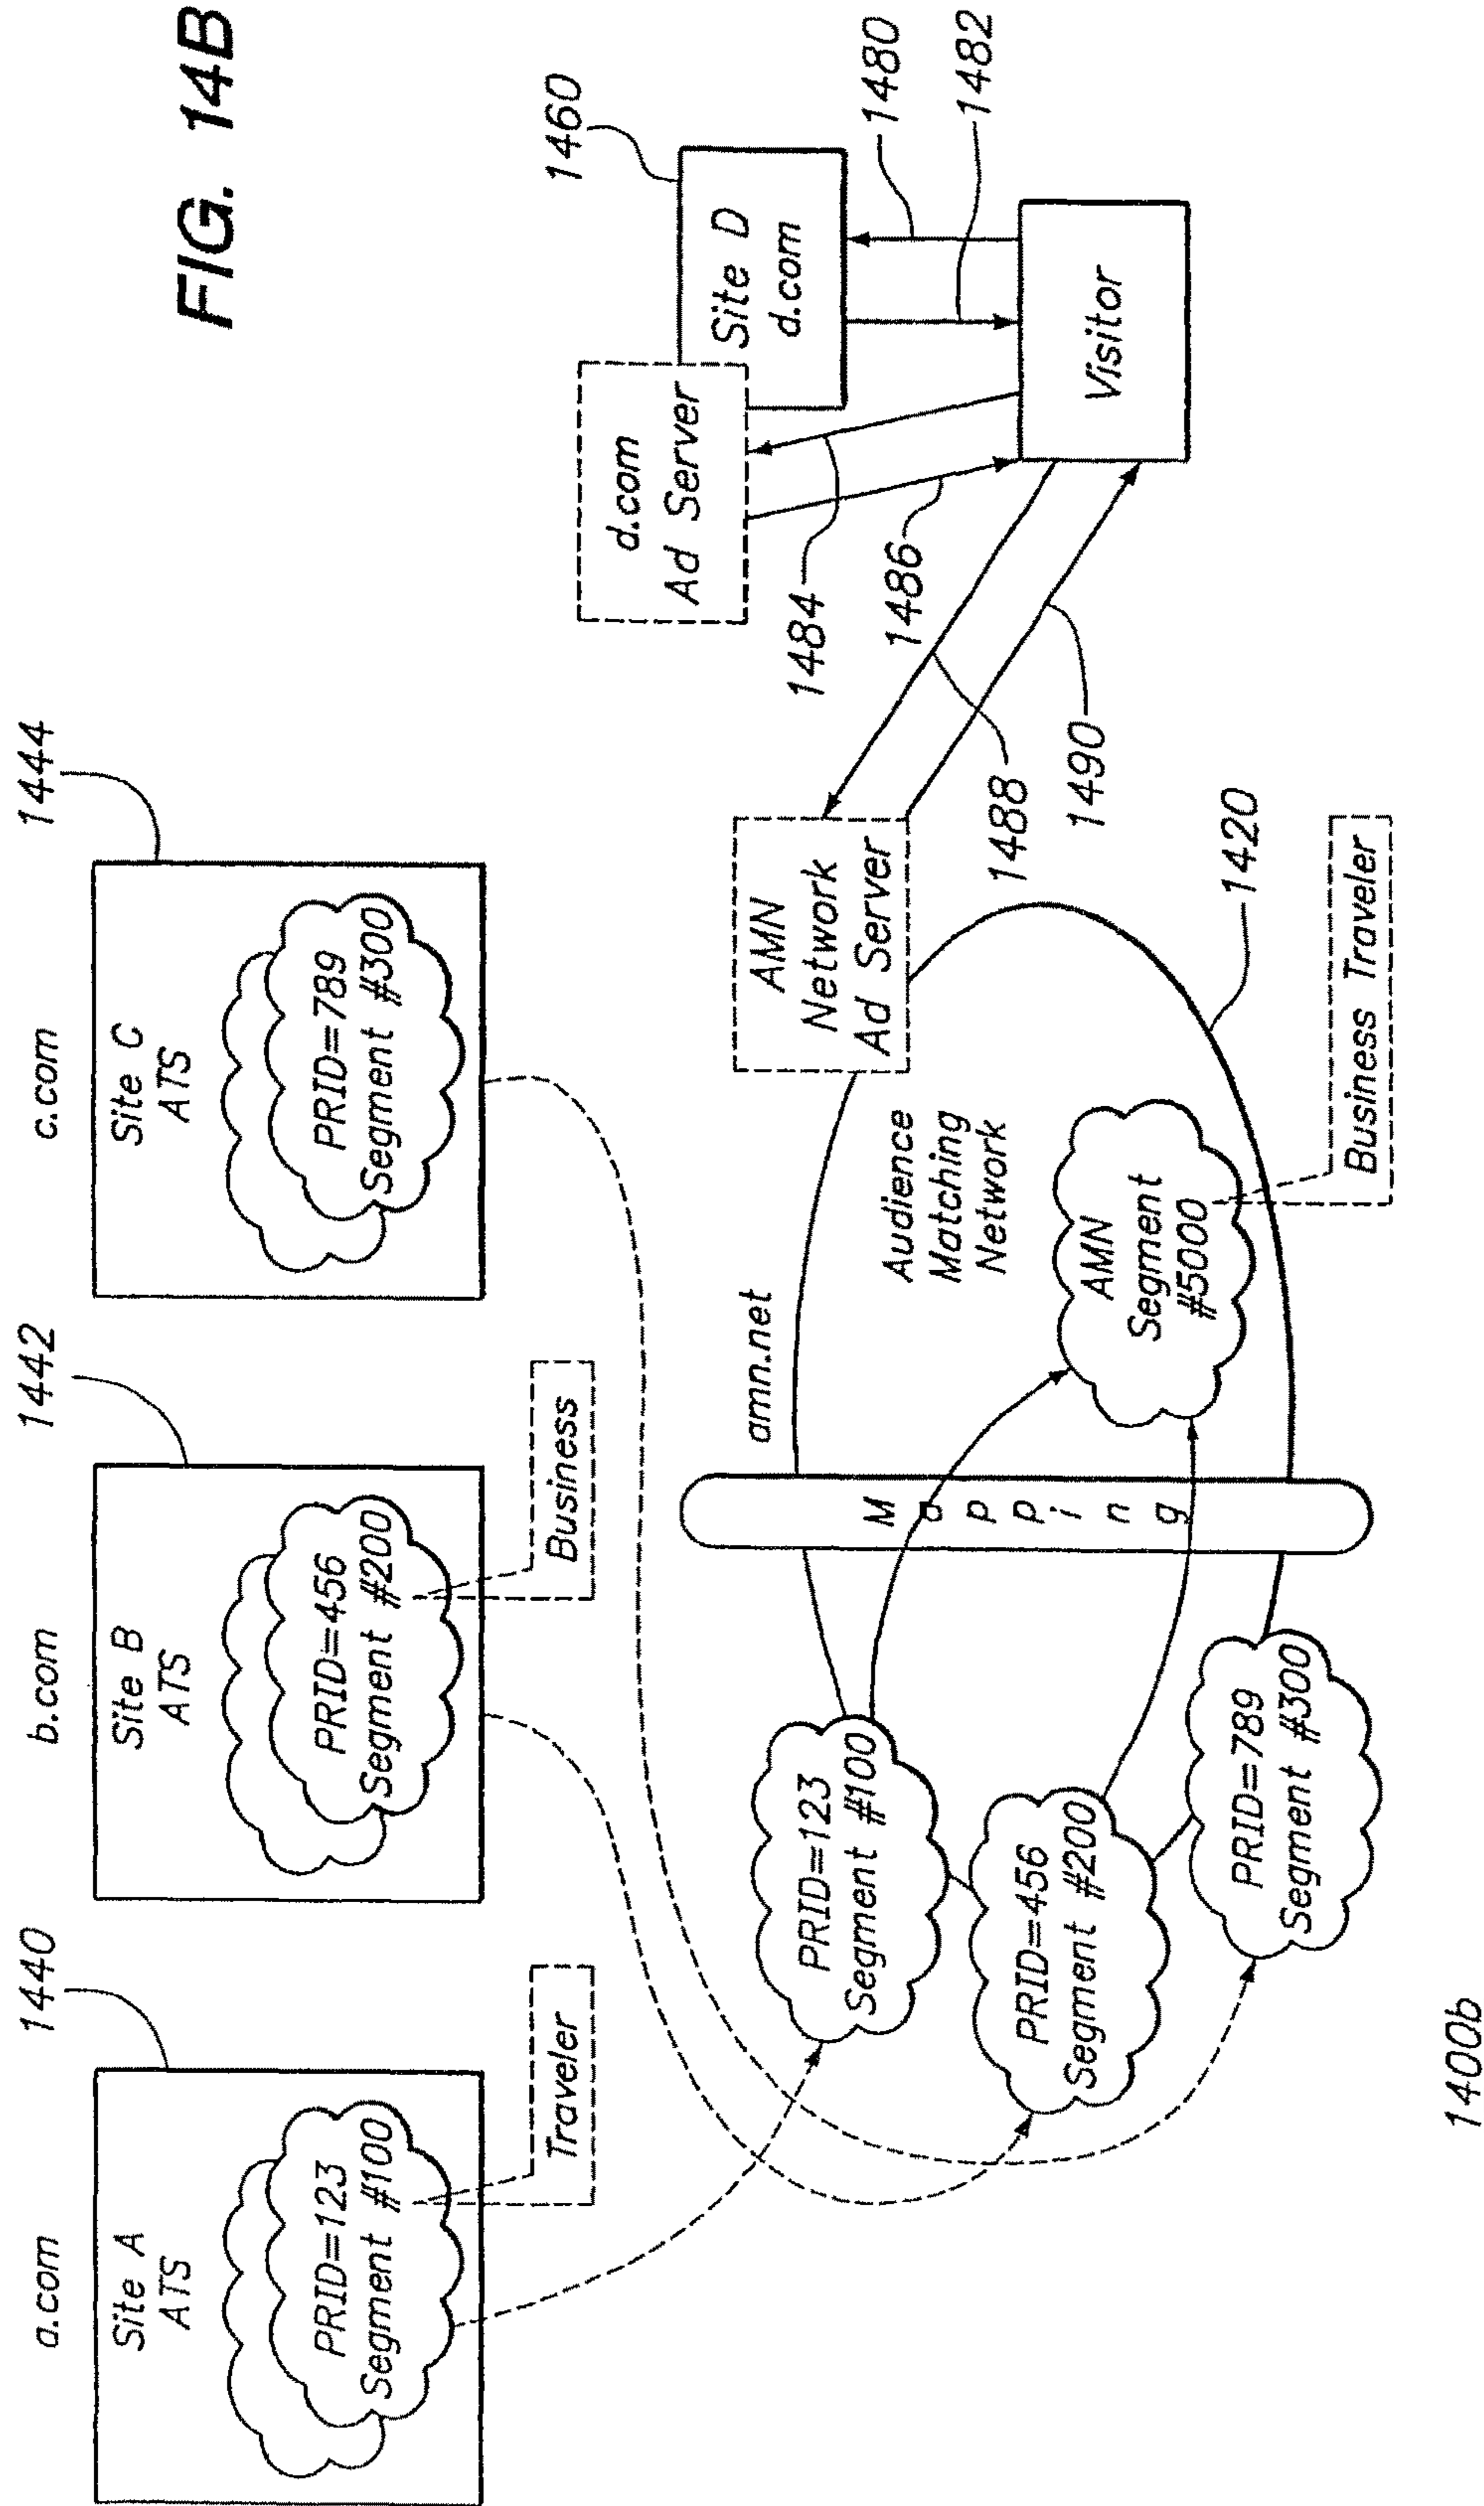 FIG. 14B
a.com
1440
Site A
ATS
PRID=123
Segment #100
Traveler
b.com
1442
Site B
ATS
PRID=456
Segment #200
Business
c.com
1444
Site C
ATS
PRID=789
Segment #300
1460
Site D
d.com
d.com
Ad Server
1480
1482
1484
1486
Visitor
1488
1490
AMN
Network
Ad Server
amn.net
Audience
Matching
Network
1420
Mapping
AMN
Segment
#5000
Business Traveler
PRID=123
Segment #100
PRID=456
Segment #200
PRID=789
Segment #300
1400b